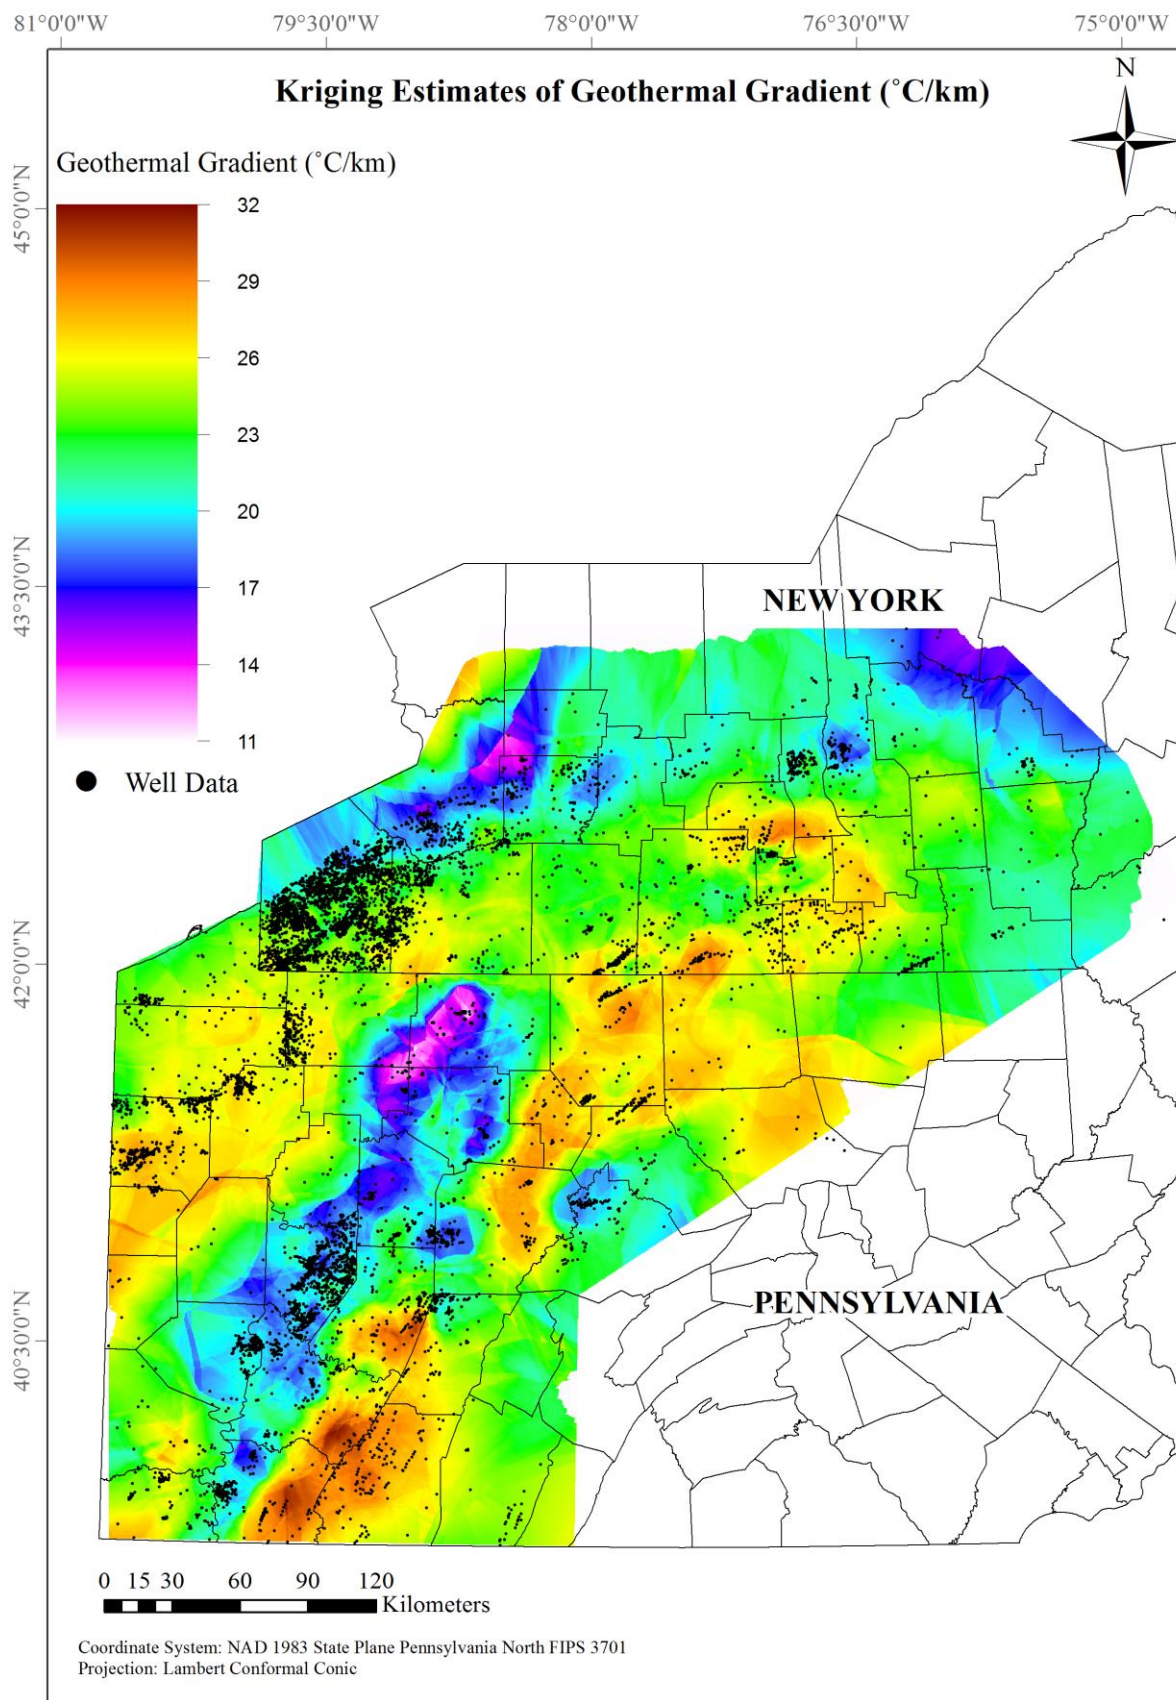 81°0'0"W 79°30'0"W 78°0'0"W 76°30'0"W 75°0'0"W
Kriging Estimates of Geothermal Gradient (˚C/km)
N
Geothermal Gradient (˚C/km)
32
29
26
23
20
17
14
11
Well Data
45°0'0"N
43°30'0"N
42°0'0"N
40°30'0"N
NEW YORK
PENNSYLVANIA
0 15 30 60 90 120
Kilometers
Coordinate System: NAD 1983 State Plane Pennsylvania North FIPS 3701
Projection: Lambert Conformal Conic